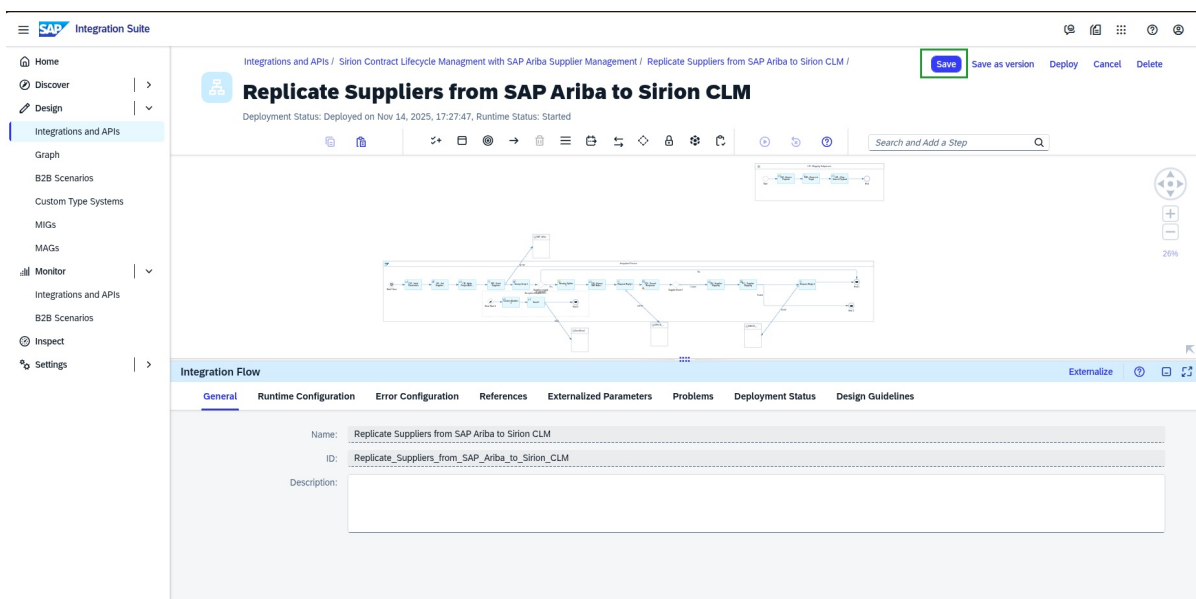 SAP Integration Suite
Home
Discover
Design
Integrations and APIs
Graph
B2B Scenarios
Custom Type Systems
MIGs
MAGs
Monitor
Integrations and APIs
B2B Scenarios
Inspect
Settings
Integrations and APIs / Sirion Contract Lifecycle Managment with SAP Ariba Supplier Management / Replicate Suppliers from SAP Ariba to Sirion CLM /
Save Save as version Deploy Cancel Delete
Replicate Suppliers from SAP Ariba to Sirion CLM
Deployment Status: Deployed on Nov 14, 2025, 17:27:47, Runtime Status: Started
Search and Add a Step
26%
Integration Flow
Externalize
General Runtime Configuration Error Configuration References Externalized Parameters Problems Deployment Status Design Guidelines
Name: Replicate Suppliers from SAP Ariba to Sirion CLM
ID: Replicate_Suppliers_from_SAP_Ariba_to_Sirion_CLM
Description: